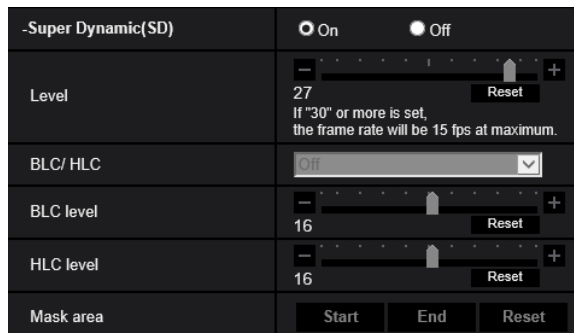 -Super Dynamic(SD) On Off
Level − +
27 Reset
If "30" or more is set,
the frame rate will be 15 fps at maximum.
BLC/ HLC Off
BLC level − +
16 Reset
HLC level − +
16 Reset
Mask area Start End Reset